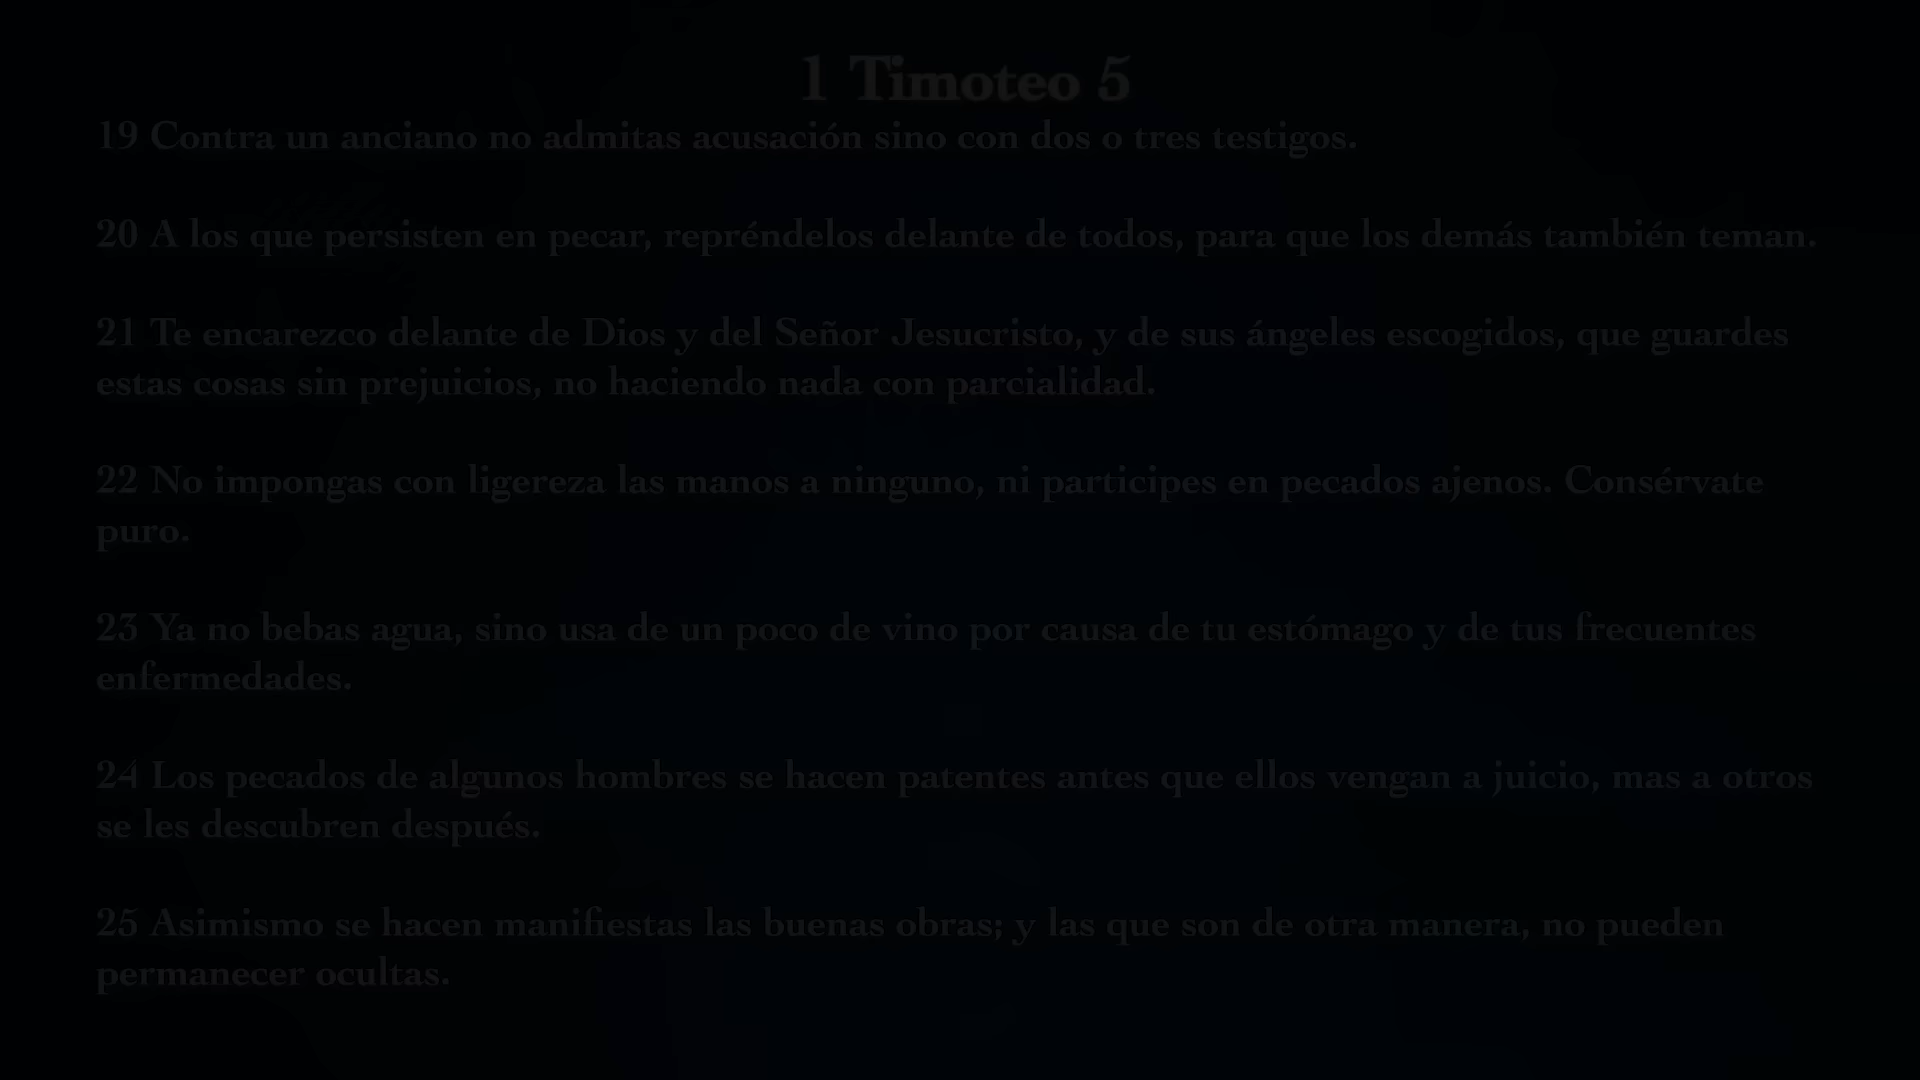 1 Timoteo 5
19 Contra un anciano no admitas acusación sino con dos o tres testigos.
20 A los que persisten en pecar, repréndelos delante de todos, para que los demás también teman.
21 Te encarezco delante de Dios y del Señor Jesucristo, y de sus ángeles escogidos, que guardes
estas cosas sin prejuicios, no haciendo nada con parcialidad.
22 No impongas con ligereza las manos a ninguno, ni participes en pecados ajenos. Consérvate
puro.
23 Ya no bebas agua, sino usa de un poco de vino por causa de tu estómago y de tus frecuentes
enfermedades.
24 Los pecados de algunos hombres se hacen patentes antes que ellos vengan a juicio, mas a otros
se les descubren después.
25 Asimismo se hacen manifiestas las buenas obras; y las que son de otra manera, no pueden
permanecer ocultas.